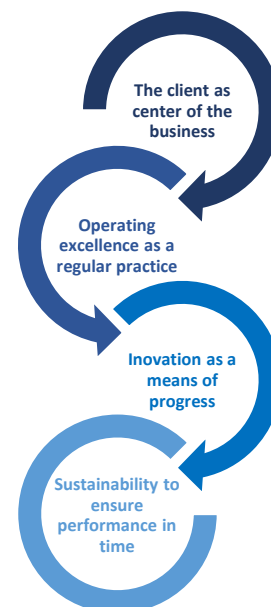 The client as
center of the
business
Operating
excellence as a
regular practice
Inovation as a
means of
progress
Sustainability to
ensure
performance in
time